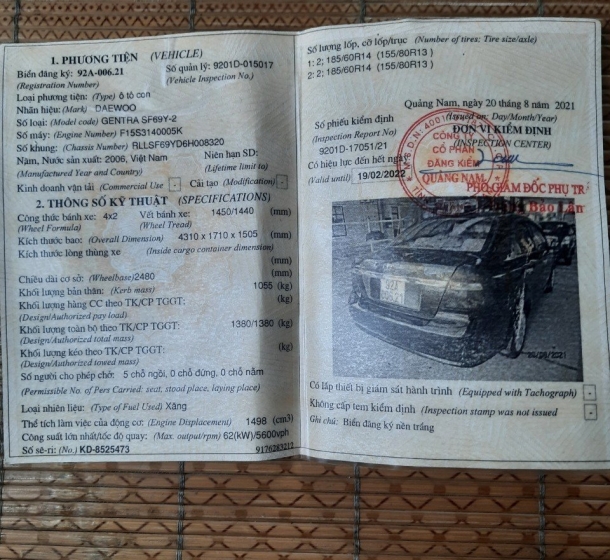 1. PHƯƠNG TIỆN (VEHICLE)
Biển đăng ký: 92A-006.21
Số quản lý: 9201D-015017
(Registration Number)
(Vehicle Inspection No.)
Loại phương tiện: (Type) ô tô con
Nhãn hiệu: (Mark) DAEWOO
Số loại: (Model code) GENTRA SF69Y-2
Số máy: (Engine Number) F15S3140005K
Số khung: (Chassis Number) RLLSF69YD6H008320
Năm, Nước sản xuất: 2006, Việt Nam
Niên hạn SD:
(Manufactured Year and Country)
(Lifetime limit to)
Kinh doanh vận tải (Commercial Use) -
Cải tạo (Modification) -
2. THÔNG SỐ KỸ THUẬT (SPECIFICATIONS)
Công thức bánh xe: 4x2
Vết bánh xe: 1450/1440 (mm)
(Wheel Formula)
(Wheel Tread)
Kích thước bao: (Overall Dimension) 4310 x 1710 x 1505 (mm)
Kích thước lòng thùng xe (Inside cargo container dimension)
(mm)
Chiều dài cơ sở: (Wheelbase) 2480 (mm)
Khối lượng bản thân: (Kerb mass) 1055 (kg)
Khối lượng hàng CC theo TK/CP TGGT: (kg)
(Design/Authorized pay load)
Khối lượng toàn bộ theo TK/CP TGGT: 1380/1380 (kg)
(Design/Authorized total mass)
Khối lượng kéo theo TK/CP TGGT: (kg)
(Design/Authorized towed mass)
Số người cho phép chở: 5 chỗ ngồi, 0 chỗ đứng, 0 chỗ nằm
(Permissible No. of Pers Carried: seat, stood place, laying place)
Loại nhiên liệu: (Type of Fuel Used) Xăng
Thể tích làm việc của động cơ: (Engine Displacement) 1498 (cm3)
Công suất lớn nhất/tốc độ quay: (Max. output/rpm) 62(kW)/5600vph
Số sê-ri: (No.) KD-8525473
Số lượng lốp, cỡ lốp/trục (Number of tires: Tire size/axle)
1: 2; 185/60R14 (155/80R13 )
2: 2; 185/60R14 (155/80R13 )
Quảng Nam, ngày 20 tháng 8 năm 2021
Số phiếu kiểm định
(Issued on: Day/Month/Year)
(Inspection Report No)
ĐƠN VỊ KIỂM ĐỊNH
9201D-17051/21
(INSPECTION CENTER)
Có hiệu lực đến hết ngày
(Valid until) 19/02/2022
CÔNG TY
CỔ PHẦN
ĐĂNG KIỂM
QUẢNG NAM
PHÓ GIÁM ĐỐC PHỤ TR
Bảo Lân
92A
20/08/2021
Có lắp thiết bị giám sát hành trình (Equipped with Tachograph) -
Không cấp tem kiểm định (Inspection stamp was not issued) -
Ghi chú: Biển đăng ký nền trắng